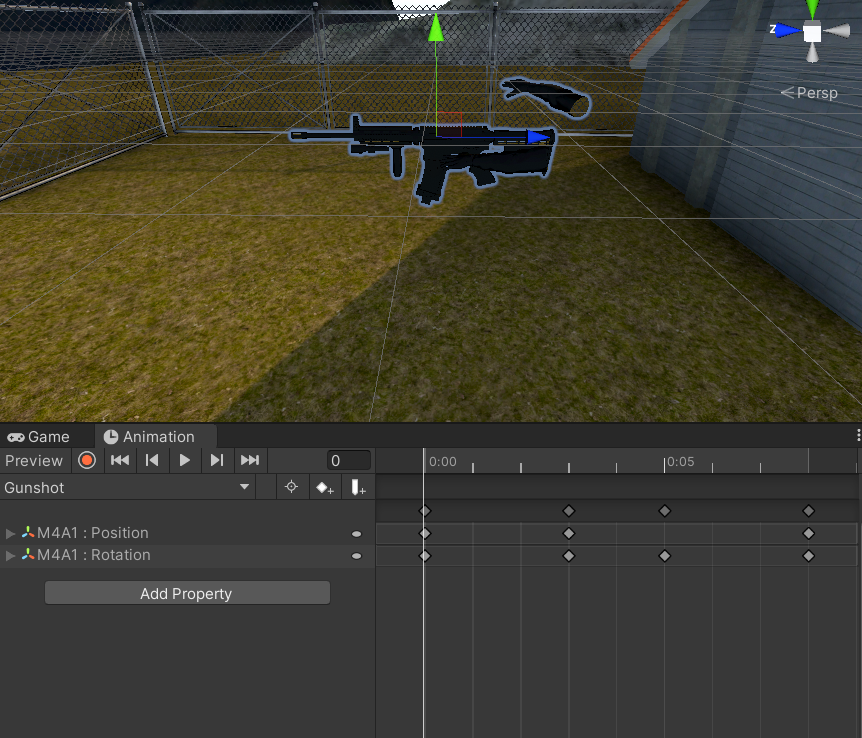 z
Persp
Game
Animation
Preview
0
0:00
0:05
Gunshot
M4A1 : Position
M4A1 : Rotation
Add Property